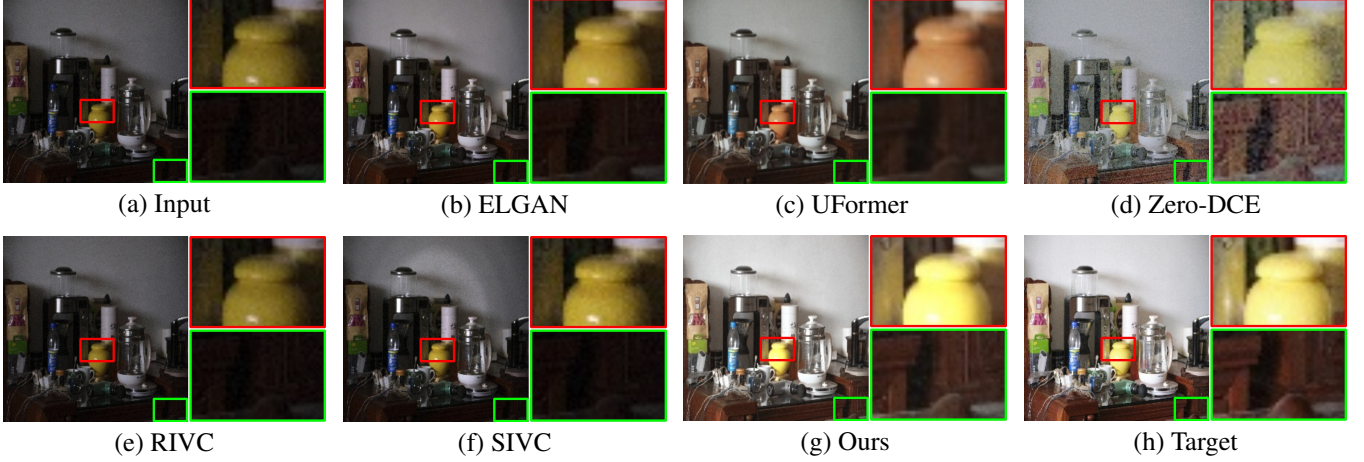 (a) Input
(b) ELGAN
(c) UFormer
(d) Zero-DCE
(e) RIVC
(f) SIVC
(g) Ours
(h) Target